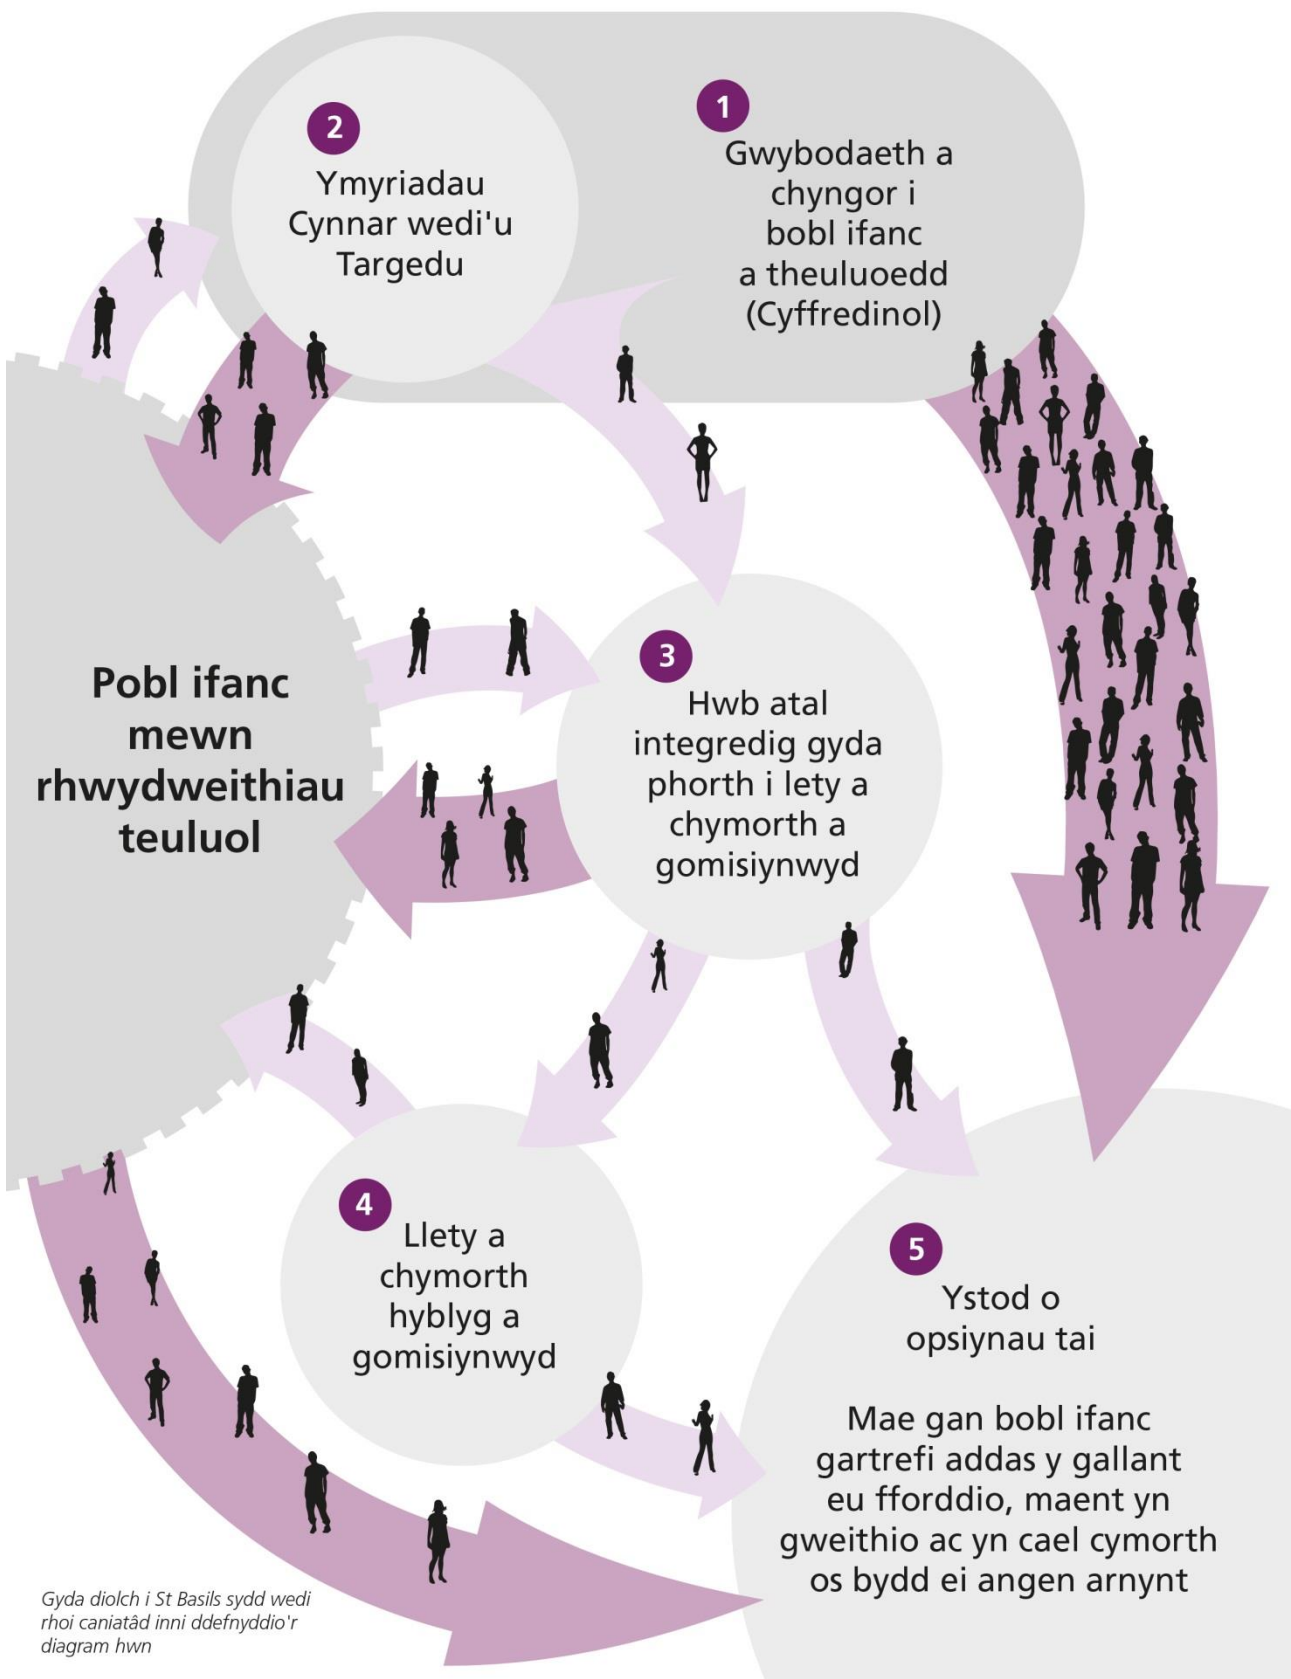 1
Gwybodaeth a
chyngor i
bobl ifanc
a theuluoedd
(Cyffredinol)
2
Ymyriadau
Cynnar wedi'u
Targedu
Pobl ifanc
mewn
rhwydweithiau
teuluol
3
Hwb atal
integredig gyda
phorth i lety a
chymorth a
gomisiynwyd
4
Llety a
chymorth
hyblyg a
gomisiynwyd
5
Ystod o
opsiynau tai
Mae gan bobl ifanc
gartrefi addas y gallant
eu fforddio, maent yn
gweithio ac yn cael cymorth
os bydd ei angen arnynt
Gyda diolch i St Basils sydd wedi
rhoi caniatâd inni ddefnyddio'r
diagram hwn